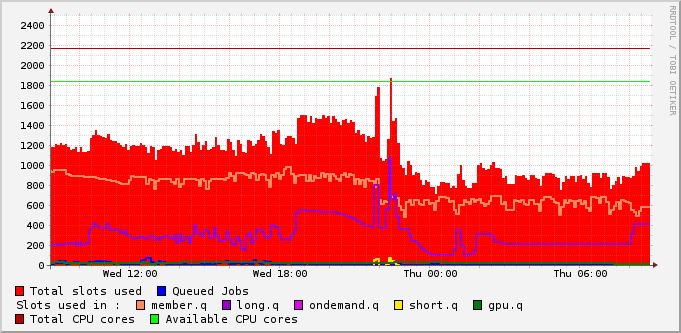 2400
2200
2000
1800
1600
1400
1200
1000
800
600
400
200
0
Wed 12:00 Wed 18:00 Thu 00:00 Thu 06:00
RRDTOOL / TOBI OETIKER
Total slots used Queued Jobs
Slots used in : member.q long.q ondemand.q short.q gpu.q
Total CPU cores Available CPU cores